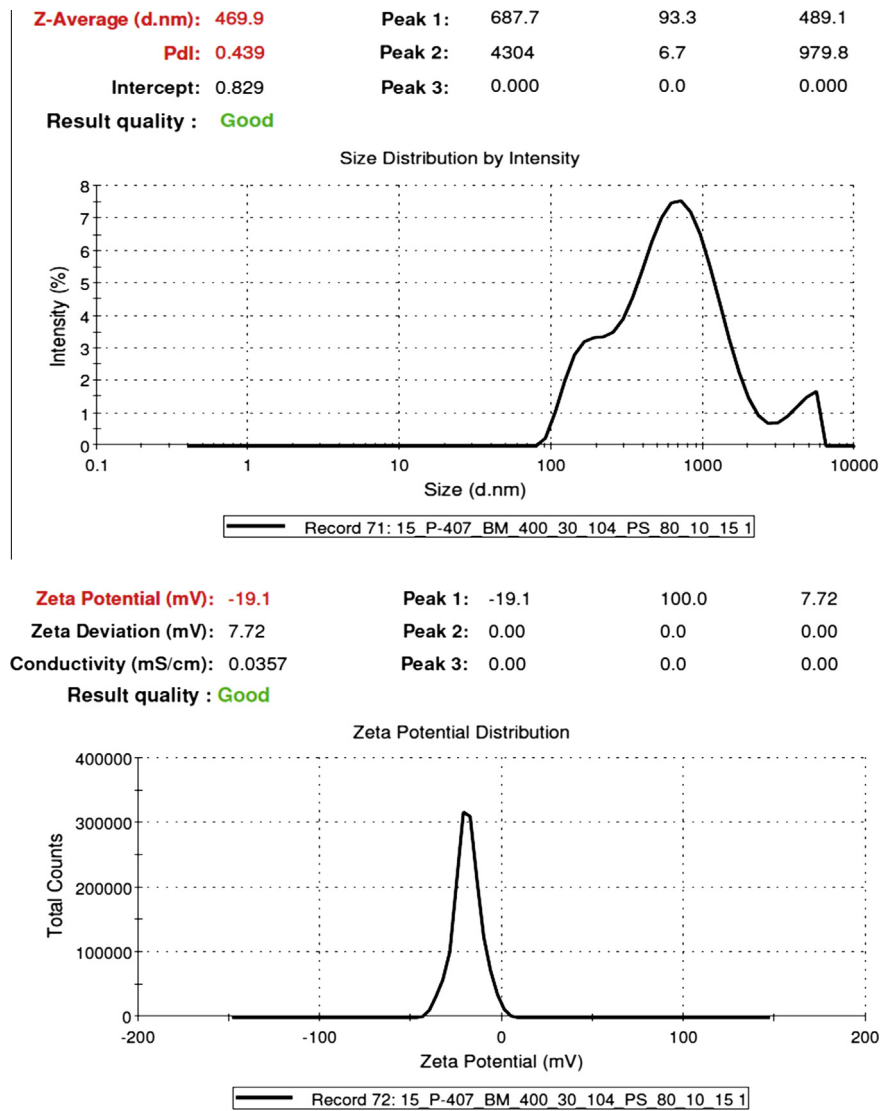 Z-Average (d.nm): 469.9 Peak 1: 687.7 93.3 489.1
PdI: 0.439 Peak 2: 4304 6.7 979.8
Intercept: 0.829 Peak 3: 0.000 0.0 0.000
Result quality : Good
Size Distribution by Intensity
8
7
6
5
4
3
2
1
0
Intensity (%)
0.1 1 10 100 1000 10000
Size (d.nm)
Record 71: 15_P-407_BM_400_30_104_PS_80_10_15 1
Zeta Potential (mV): -19.1 Peak 1: -19.1 100.0 7.72
Zeta Deviation (mV): 7.72 Peak 2: 0.00 0.0 0.00
Conductivity (mS/cm): 0.0357 Peak 3: 0.00 0.0 0.00
Result quality : Good
Zeta Potential Distribution
400000
300000
200000
100000
0
Total Counts
-200 -100 0 100 200
Zeta Potential (mV)
Record 72: 15_P-407_BM_400_30_104_PS_80_10_15 1